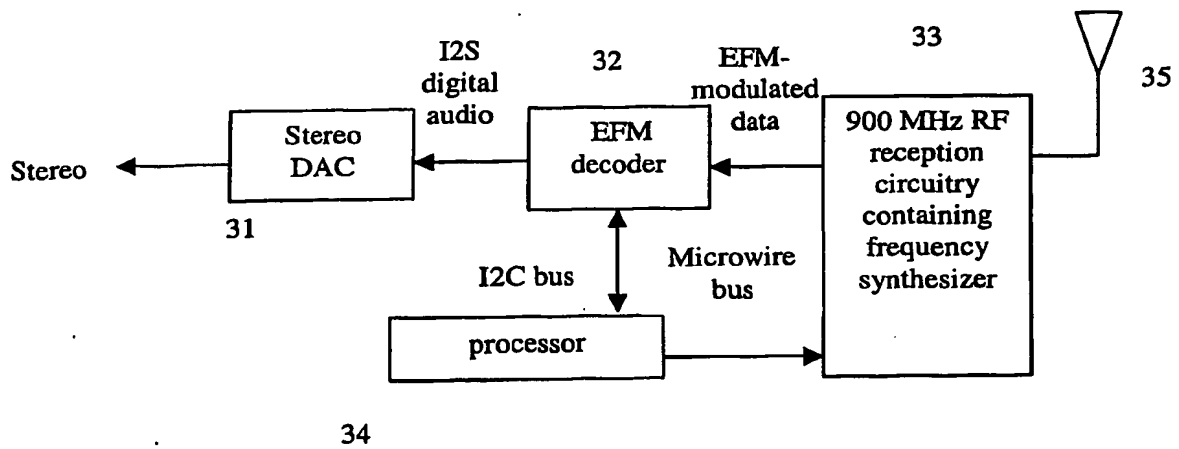 33
35
I2S
digital
audio
32
EFM-
modulated
data
900 MHz RF
reception
circuitry
containing
frequency
synthesizer
Stereo
DAC
EFM
decoder
Stereo
31
I2C bus
Microwire
bus
processor
34